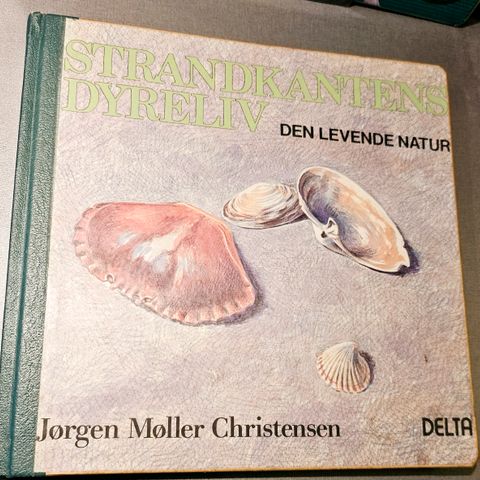 STRANDKANTENS
DYRELIV
DEN LEVENDE NATUR
Jørgen Møller Christensen
DELTA